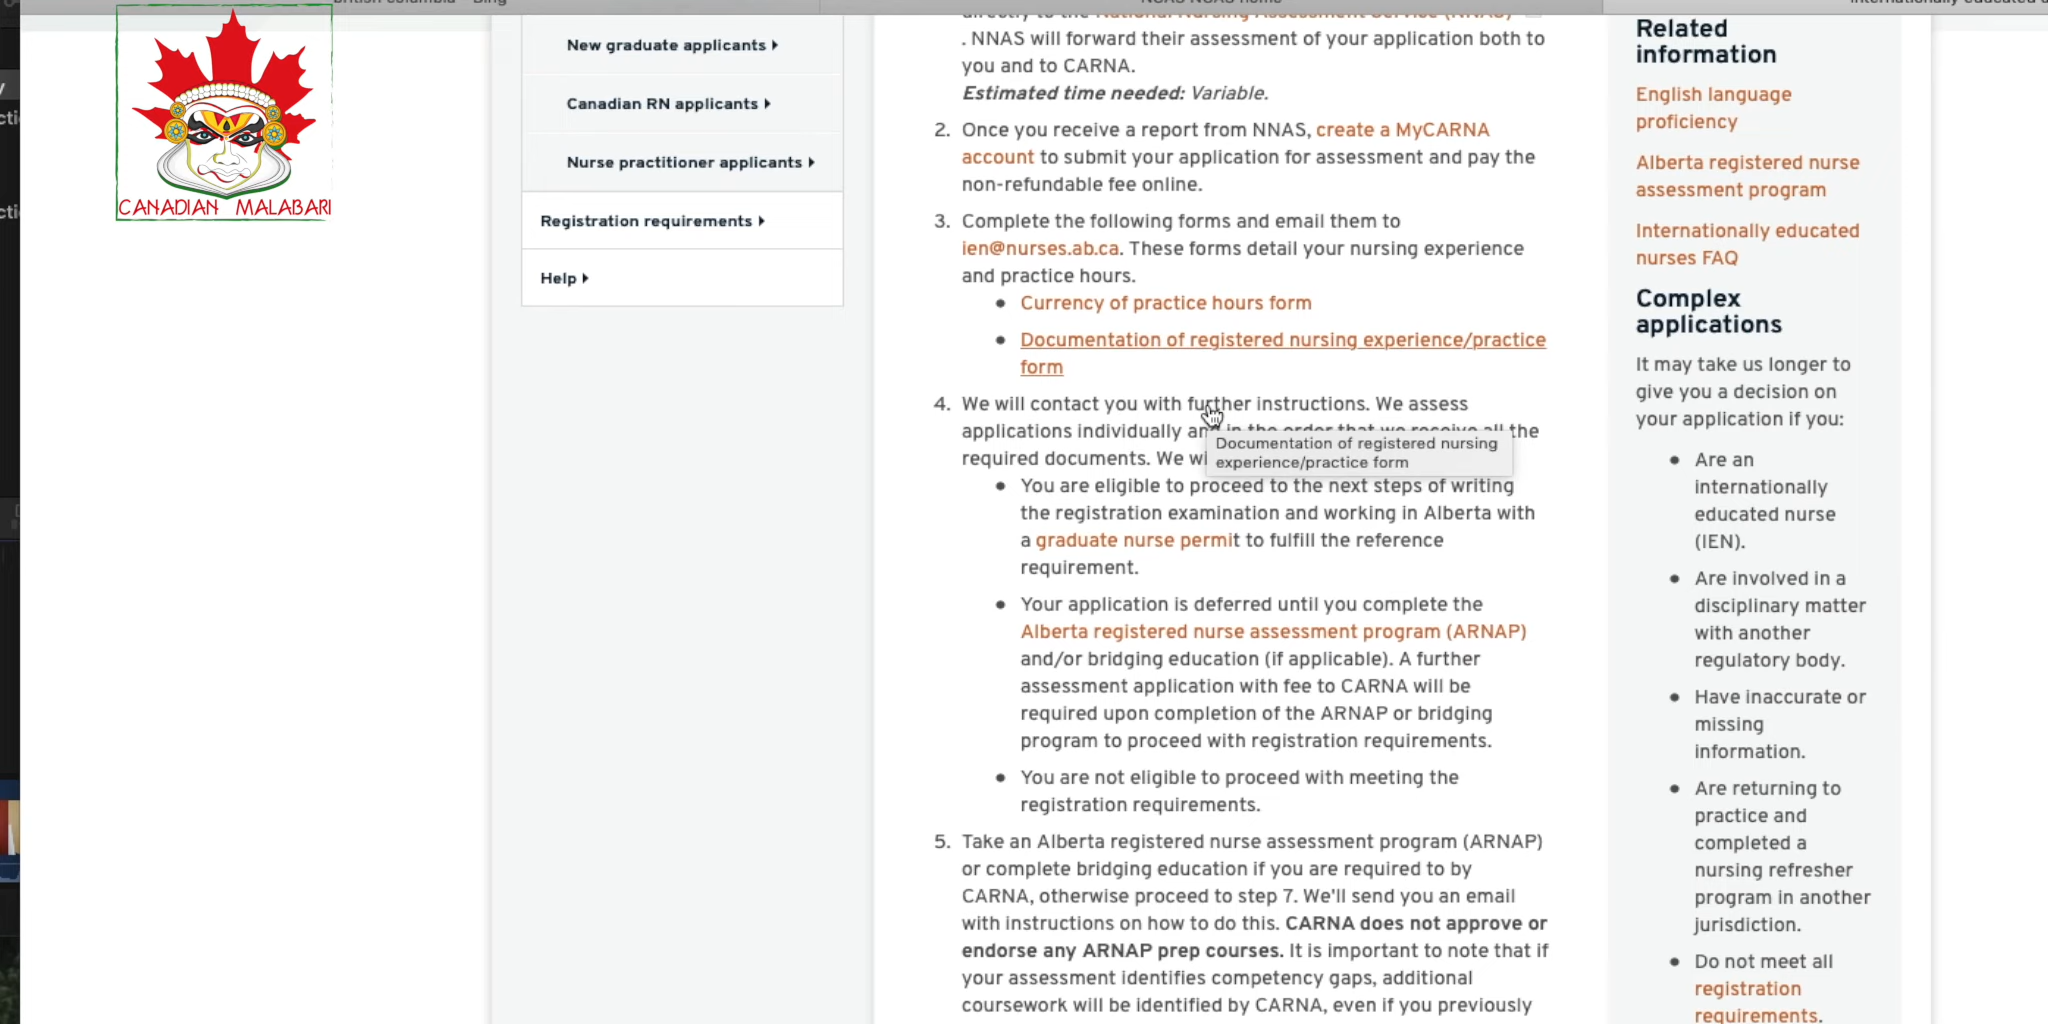 British Columbia - Bing
NCAS NCAS home
CANADIAN MALABARI
New graduate applicants
Canadian RN applicants
Nurse practitioner applicants
Registration requirements
Help
directly to the National Nursing Assessment Service (NNAS)
. NNAS will forward their assessment of your application both to
you and to CARNA.
Estimated time needed: Variable.
2. Once you receive a report from NNAS, create a MyCARNA
account to submit your application for assessment and pay the
non-refundable fee online.
3. Complete the following forms and email them to
ien@nurses.ab.ca. These forms detail your nursing experience
and practice hours.
Currency of practice hours form
Documentation of registered nursing experience/practice
form
4. We will contact you with further instructions. We assess
applications individually and in the order that we receive all the
required documents. We wi
Documentation of registered nursing
experience/practice form
You are eligible to proceed to the next steps of writing
the registration examination and working in Alberta with
a graduate nurse permit to fulfill the reference
requirement.
Your application is deferred until you complete the
Alberta registered nurse assessment program (ARNAP)
and/or bridging education (if applicable). A further
assessment application with fee to CARNA will be
required upon completion of the ARNAP or bridging
program to proceed with registration requirements.
You are not eligible to proceed with meeting the
registration requirements.
5. Take an Alberta registered nurse assessment program (ARNAP)
or complete bridging education if you are required to by
CARNA, otherwise proceed to step 7. We'll send you an email
with instructions on how to do this. CARNA does not approve or
endorse any ARNAP prep courses. It is important to note that if
your assessment identifies competency gaps, additional
coursework will be identified by CARNA, even if you previously
Related
information
English language
proficiency
Alberta registered nurse
assessment program
Internationally educated
nurses FAQ
Complex
applications
It may take us longer to
give you a decision on
your application if you:
Are an
internationally
educated nurse
(IEN).
Are involved in a
disciplinary matter
with another
regulatory body.
Have inaccurate or
missing
information.
Are returning to
practice and
completed a
nursing refresher
program in another
jurisdiction.
Do not meet all
registration
requirements.